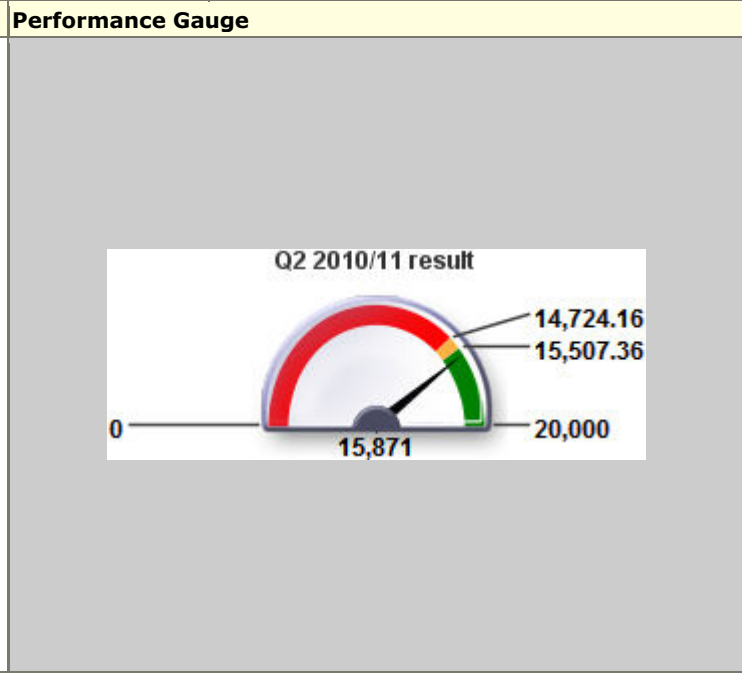 Performance Gauge
Q2 2010/11 result
14,724.16
15,507.36
0
20,000
15,871